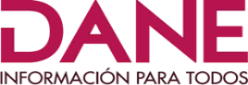 DANE
INFORMACIÓN PARA TODOS